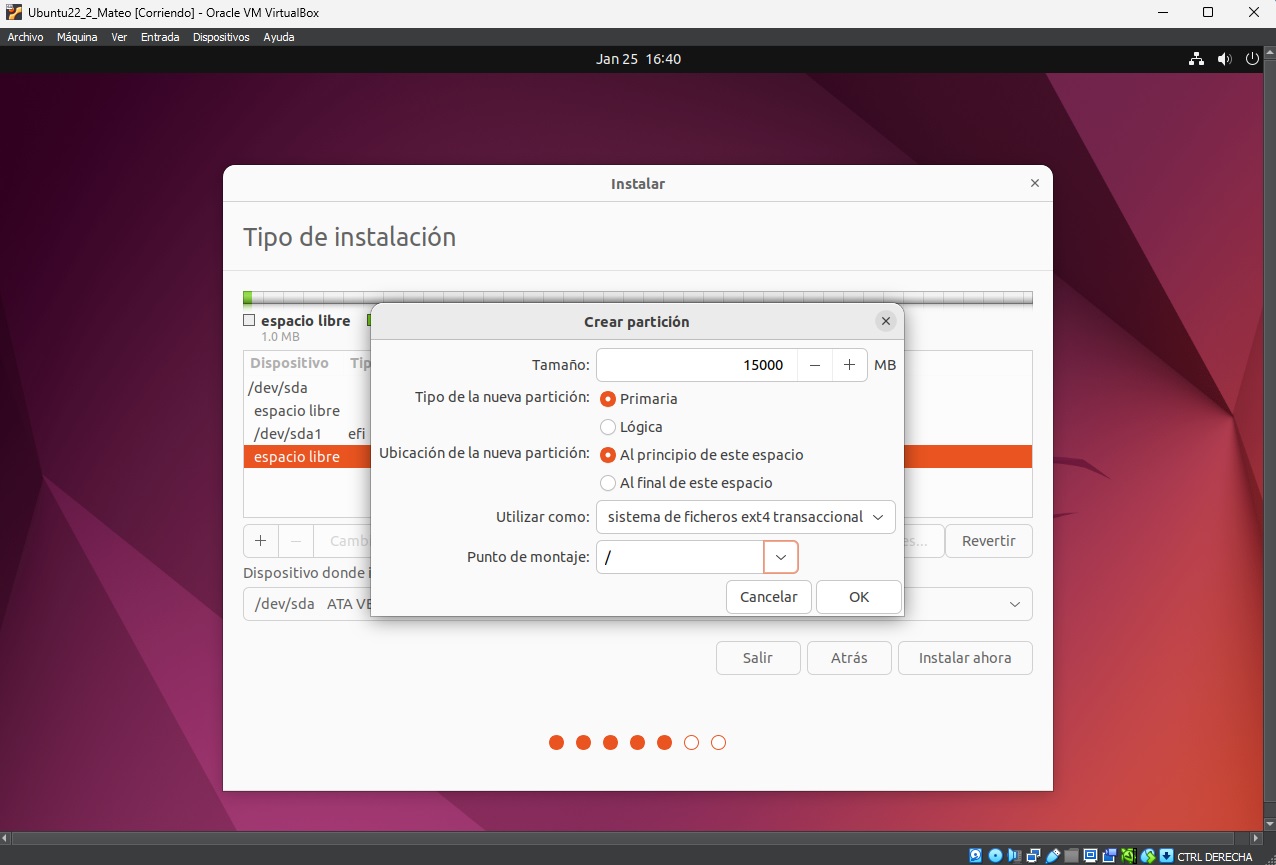 Ubuntu22_2_Mateo [Corriendo] - Oracle VM VirtualBox
Archivo Máquina Ver Entrada Dispositivos Ayuda
Jan 25 16:40
Instalar
Tipo de instalación
espacio libre
1.0 MB
Crear partición
Dispositivo Tip
/dev/sda
espacio libre
/dev/sda1 efi
espacio libre
Tamaño: 15000 MB
Tipo de la nueva partición: Primaria
Lógica
Ubicación de la nueva partición: Al principio de este espacio
Al final de este espacio
Utilizar como: sistema de ficheros ext4 transaccional
Punto de montaje: /
Cancelar OK
+ — Camb es... Revertir
Dispositivo donde i
/dev/sda ATA VE
Salir Atrás Instalar ahora
CTRL DERECHA